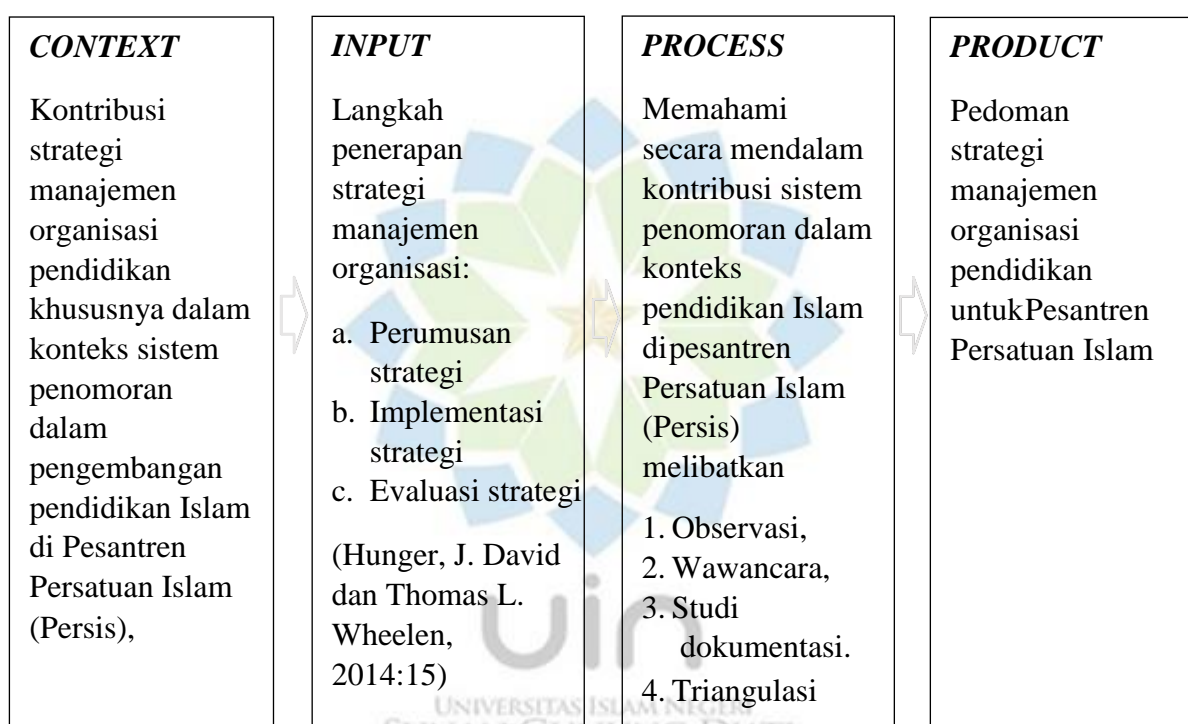 CONTEXT
Kontribusi
strategi
manajemen
organisasi
pendidikan
khususnya dalam
konteks sistem
penomoran
dalam
pengembangan
pendidikan Islam
di Pesantren
Persatuan Islam
(Persis),
INPUT
Langkah
penerapan
strategi
manajemen
organisasi:
a. Perumusan
strategi
b. Implementasi
strategi
c. Evaluasi strategi
(Hunger, J. David
dan Thomas L.
Wheelen,
2014:15)
PROCESS
Memahami
secara mendalam
kontribusi sistem
penomoran dalam
konteks
pendidikan Islam
dipesantren
Persatuan Islam
(Persis)
melibatkan
1. Observasi,
2. Wawancara,
3. Studi
dokumentasi.
4. Triangulasi
PRODUCT
Pedoman
strategi
manajemen
organisasi
pendidikan
untukPesantren
Persatuan Islam
uin
UNIVERSITAS ISLAM NEGERI